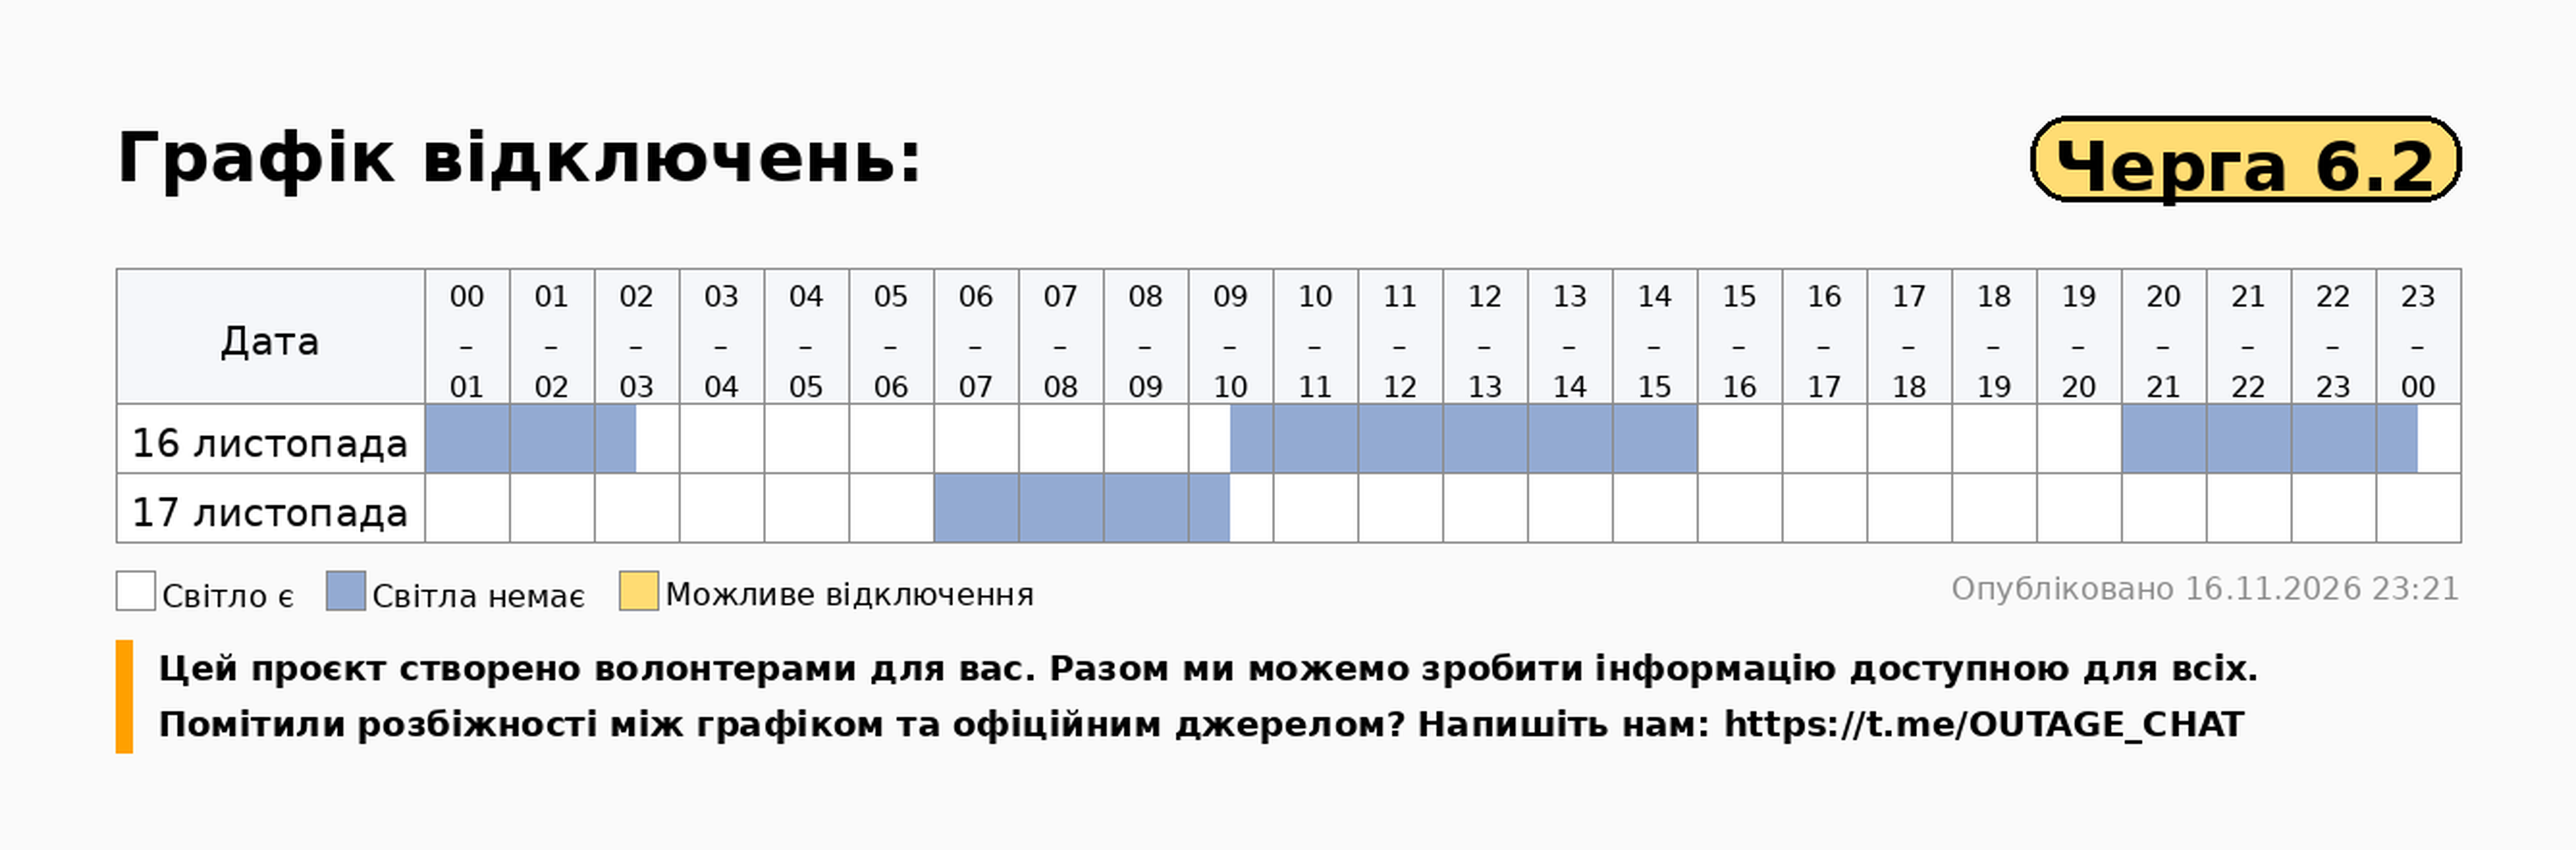 Графік відключень:
Черга 6.2
Дата
00 – 01
01 – 02
02 – 03
03 – 04
04 – 05
05 – 06
06 – 07
07 – 08
08 – 09
09 – 10
10 – 11
11 – 12
12 – 13
13 – 14
14 – 15
15 – 16
16 – 17
17 – 18
18 – 19
19 – 20
20 – 21
21 – 22
22 – 23
23 – 00
16 листопада
17 листопада
Світло є
Світла немає
Можливе відключення
Опубліковано 16.11.2026 23:21
Цей проєкт створено волонтерами для вас. Разом ми можемо зробити інформацію доступною для всіх.
Помітили розбіжності між графіком та офіційним джерелом? Напишіть нам: https://t.me/OUTAGE_CHAT